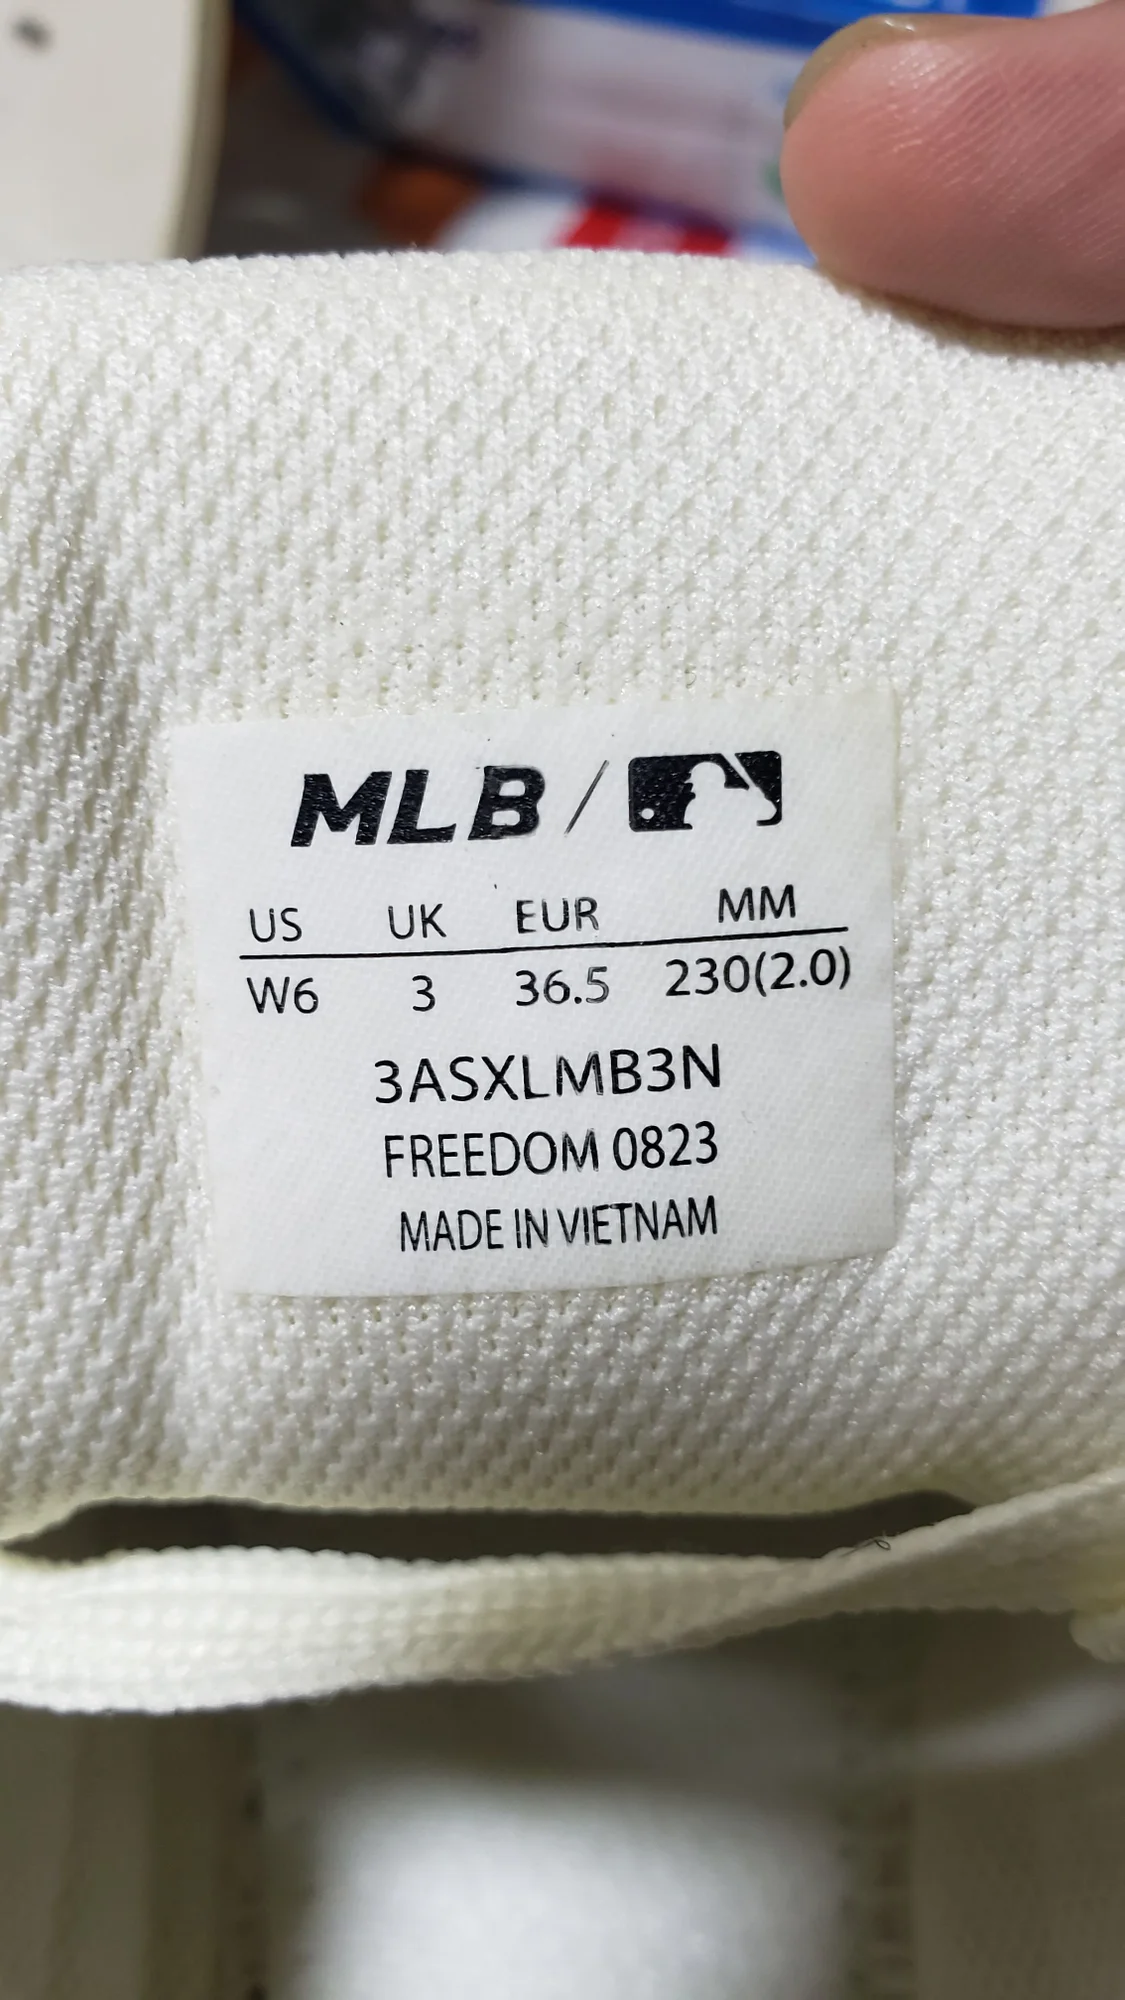 MLB /
US UK EUR MM
W6 3 36.5 230(2.0)
3ASXLMB3N
FREEDOM 0823
MADE IN VIETNAM